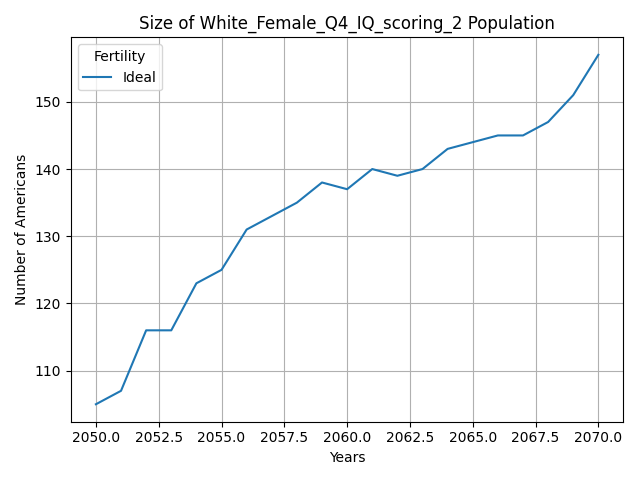 Size of White_Female_Q4_IQ_scoring_2 Population
Fertility
Ideal
Number of Americans
150
140
130
120
110
2050.0 2052.5 2055.0 2057.5 2060.0 2062.5 2065.0 2067.5 2070.0
Years